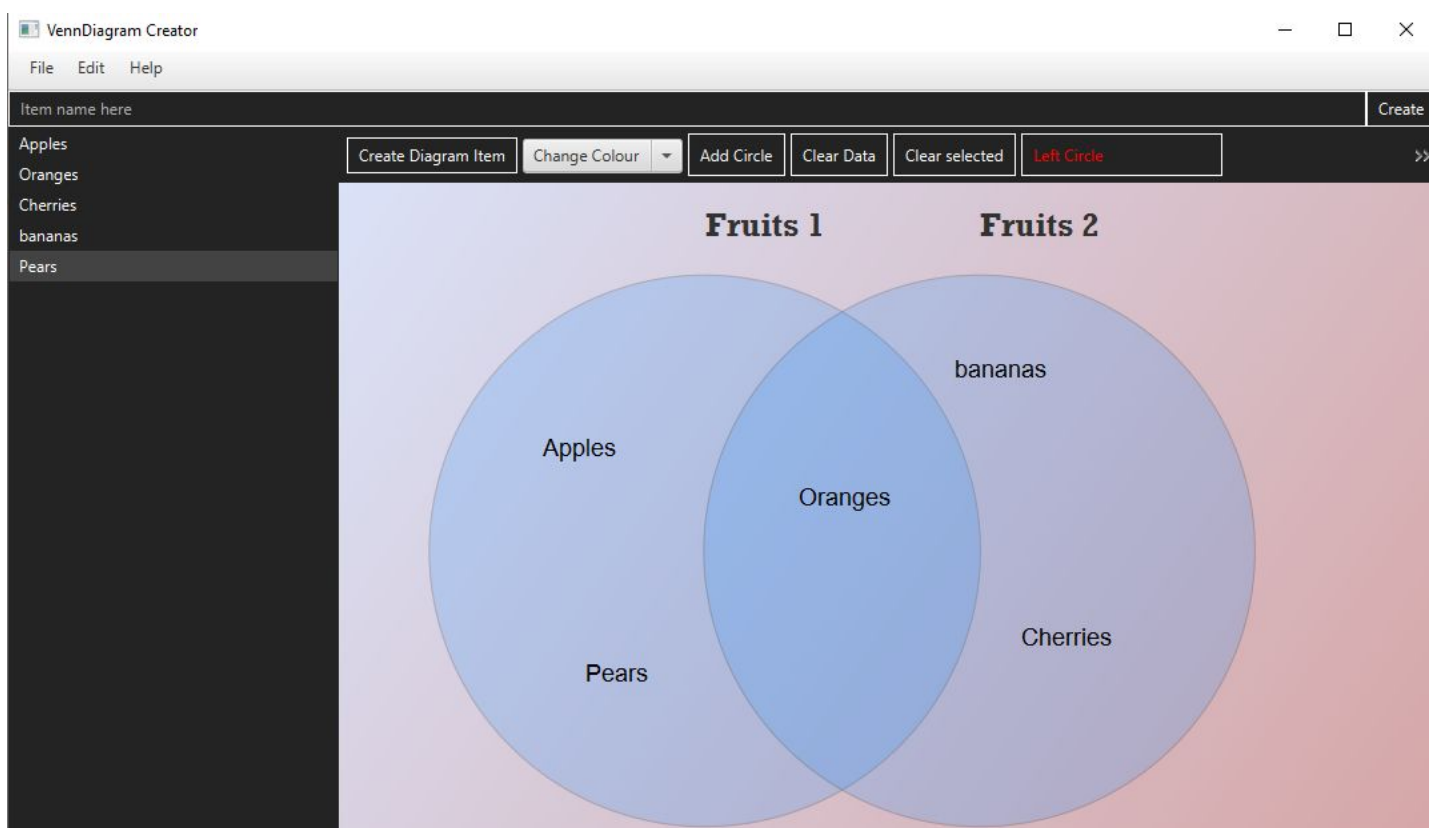 VennDiagram Creator
File Edit Help
Item name here Create
Apples
Oranges
Cherries
bananas
Pears
Create Diagram Item Change Colour Add Circle Clear Data Clear selected Left Circle >>
Fruits 1 Fruits 2
bananas
Apples
Oranges
Cherries
Pears